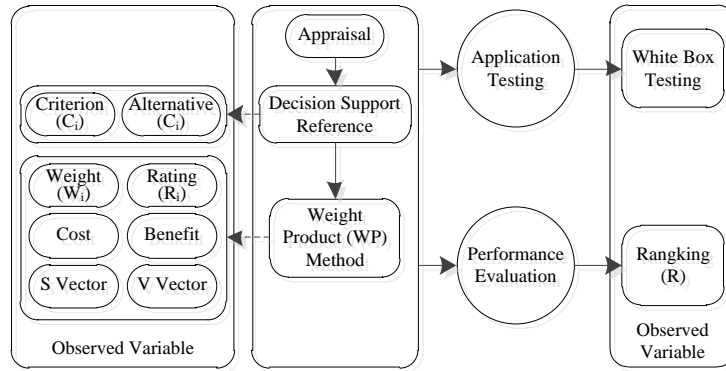 Criterion
(Ci)
Alternative
(Ci)
Weight
(Wi)
Rating
(Ri)
Cost
Benefit
S Vector
V Vector
Observed Variable
Appraisal
Decision Support
Reference
Weight
Product (WP)
Method
Application
Testing
Performance
Evaluation
White Box
Testing
Rangking
(R)
Observed
Variable